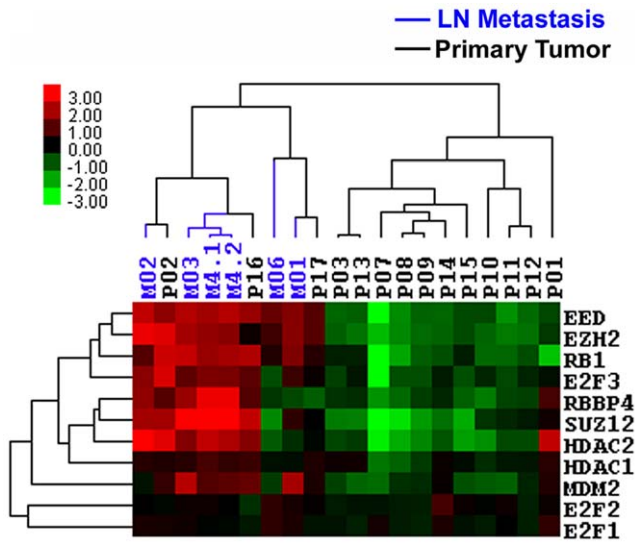 LN Metastasis
Primary Tumor
3.00
2.00
1.00
0.00
-1.00
-2.00
-3.00
M02 P02 M03 M4.1 M4.2 P16 M06 M01 P17 P03 P13 P07 P08 P09 P14 P15 P10 P11 P12 P01
EED
EZH2
RB1
E2F3
RBBP4
SUZ12
HDAC2
HDAC1
MDM2
E2F2
E2F1